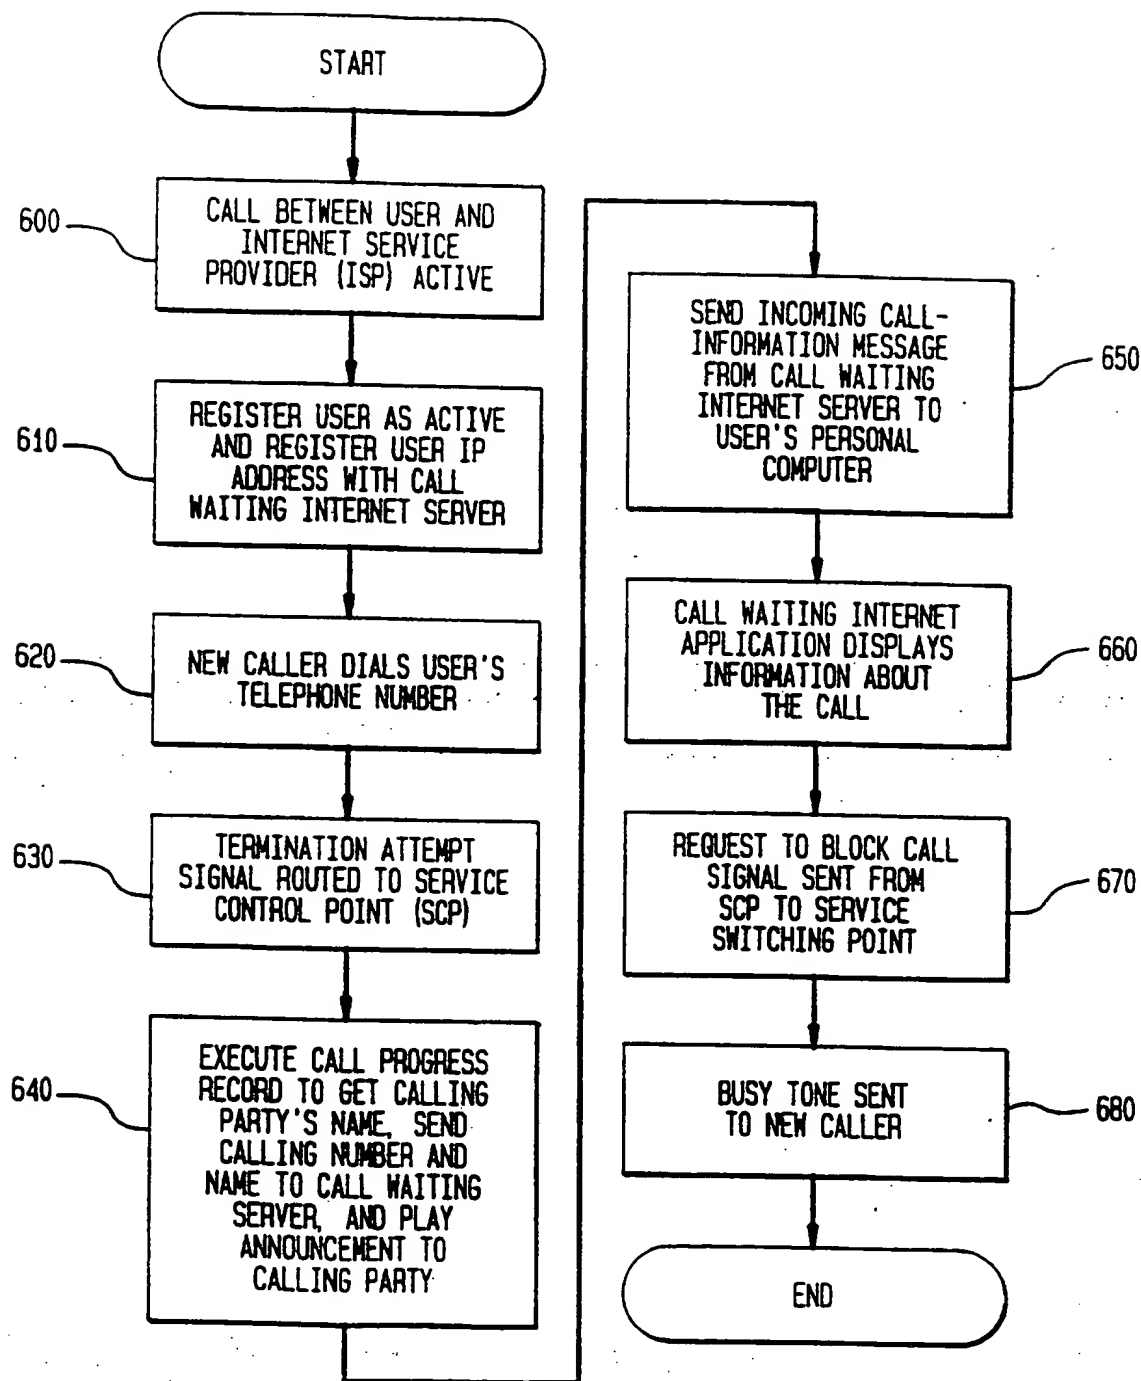 START
600
CALL BETWEEN USER AND
INTERNET SERVICE
PROVIDER (ISP) ACTIVE
610
REGISTER USER AS ACTIVE
AND REGISTER USER IP
ADDRESS WITH CALL
WAITING INTERNET SERVER
620
NEW CALLER DIALS USER'S
TELEPHONE NUMBER
630
TERMINATION ATTEMPT
SIGNAL ROUTED TO SERVICE
CONTROL POINT (SCP)
640
EXECUTE CALL PROGRESS
RECORD TO GET CALLING
PARTY'S NAME, SEND
CALLING NUMBER AND
NAME TO CALL WAITING
SERVER, AND PLAY
ANNOUNCEMENT TO
CALLING PARTY
SEND INCOMING CALL-
INFORMATION MESSAGE
FROM CALL WAITING
INTERNET SERVER TO
USER'S PERSONAL
COMPUTER
650
CALL WAITING INTERNET
APPLICATION DISPLAYS
INFORMATION ABOUT
THE CALL
660
REQUEST TO BLOCK CALL
SIGNAL SENT FROM
SCP TO SERVICE
SWITCHING POINT
670
BUSY TONE SENT
TO NEW CALLER
680
END